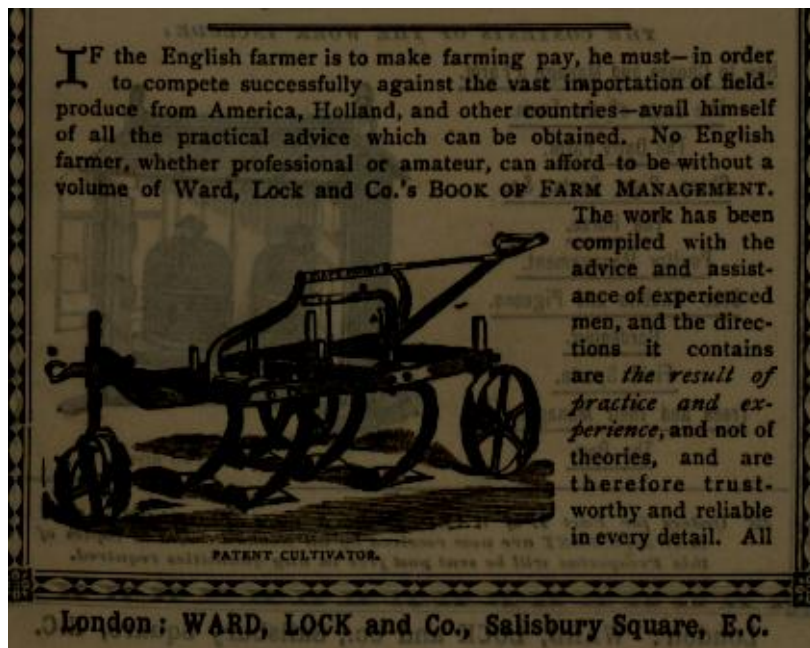 IF the English farmer is to make farming pay, he must—in order
to compete successfully against the vast importation of field-
produce from America, Holland, and other countries—avail himself
of all the practical advice which can be obtained. No English
farmer, whether professional or amateur, can afford to be without a
volume of Ward, Lock and Co.'s BOOK OF FARM MANAGEMENT.
The work has been
compiled with the
advice and assist-
ance of experienced
men, and the direc-
tions it contains
are the result of
practice and ex-
perience, and not of
theories, and are
therefore trust-
worthy and reliable
in every detail. All
PATENT CULTIVATOR.
London: WARD, LOCK and Co., Salisbury Square, E.C.